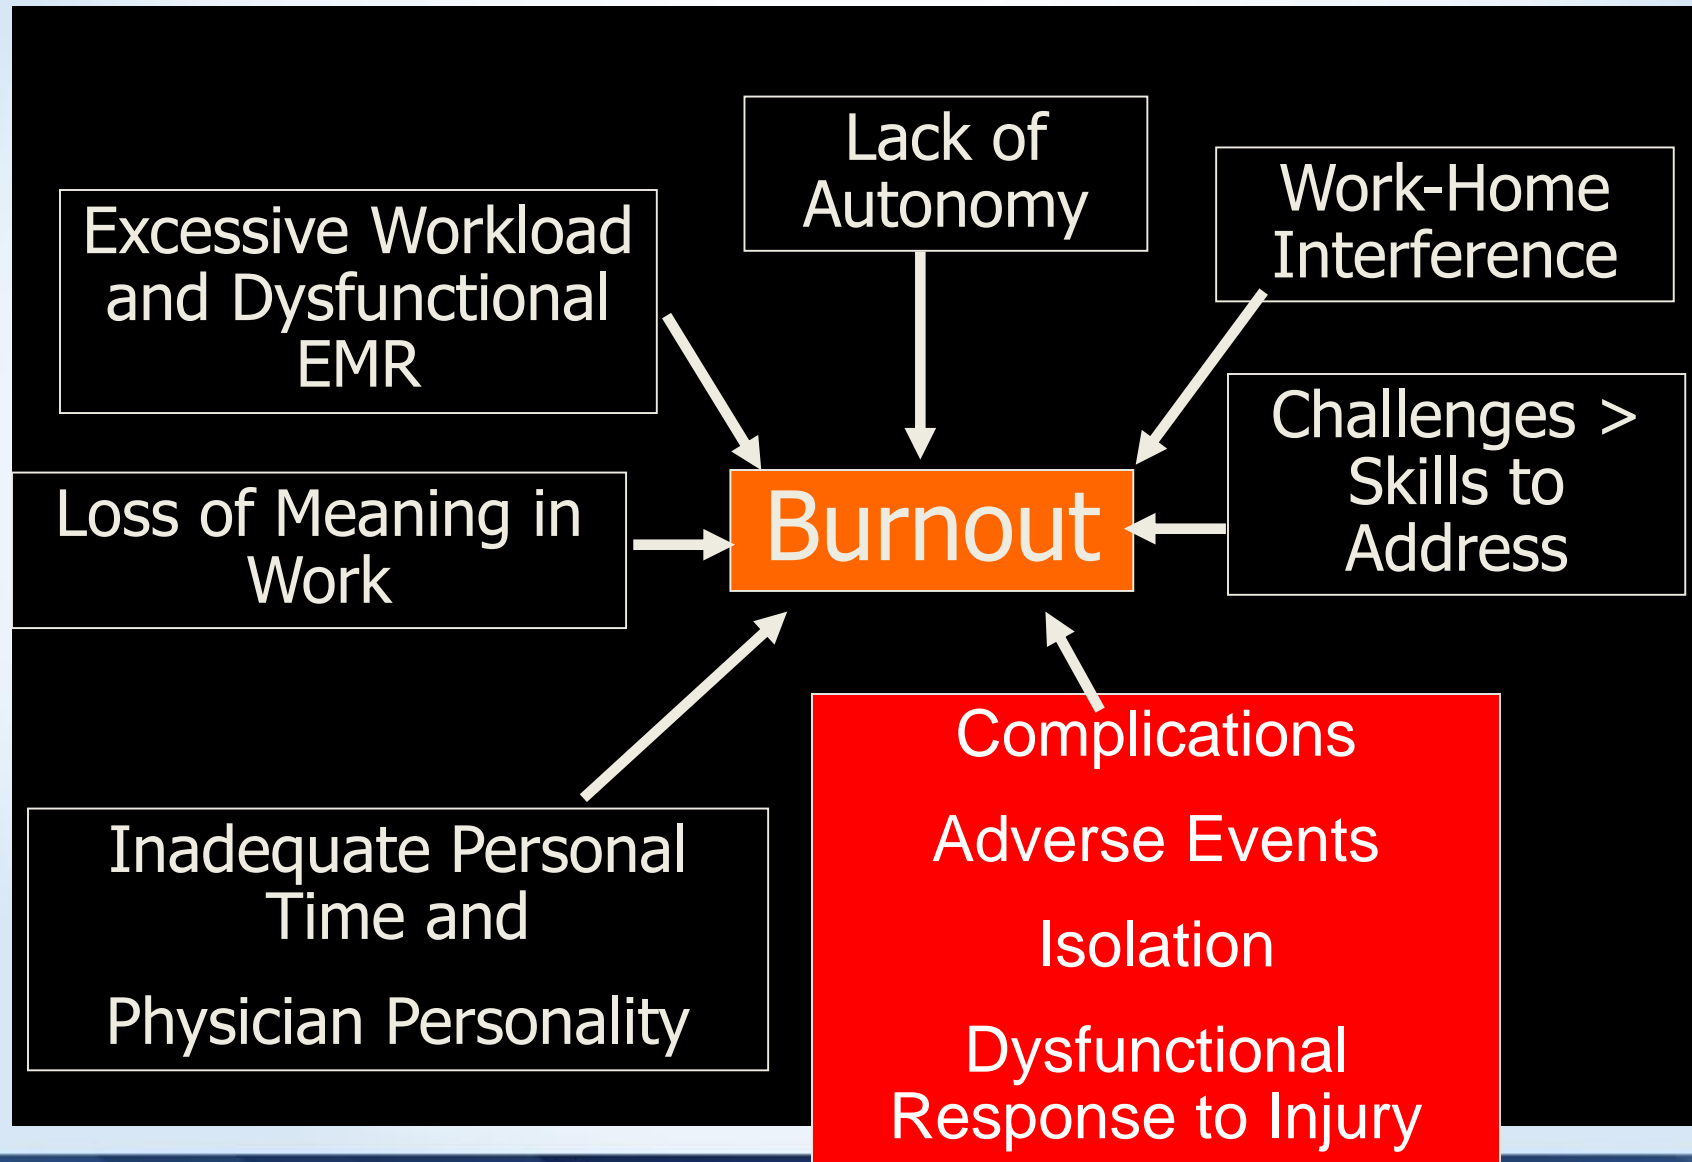 Lack of
Autonomy
Work-Home
Interference
Excessive Workload
and Dysfunctional
EMR
Challenges >
Skills to
Address
Loss of Meaning in
Work
Burnout
Inadequate Personal
Time and
Physician Personality
Complications
Adverse Events
Isolation
Dysfunctional
Response to Injury